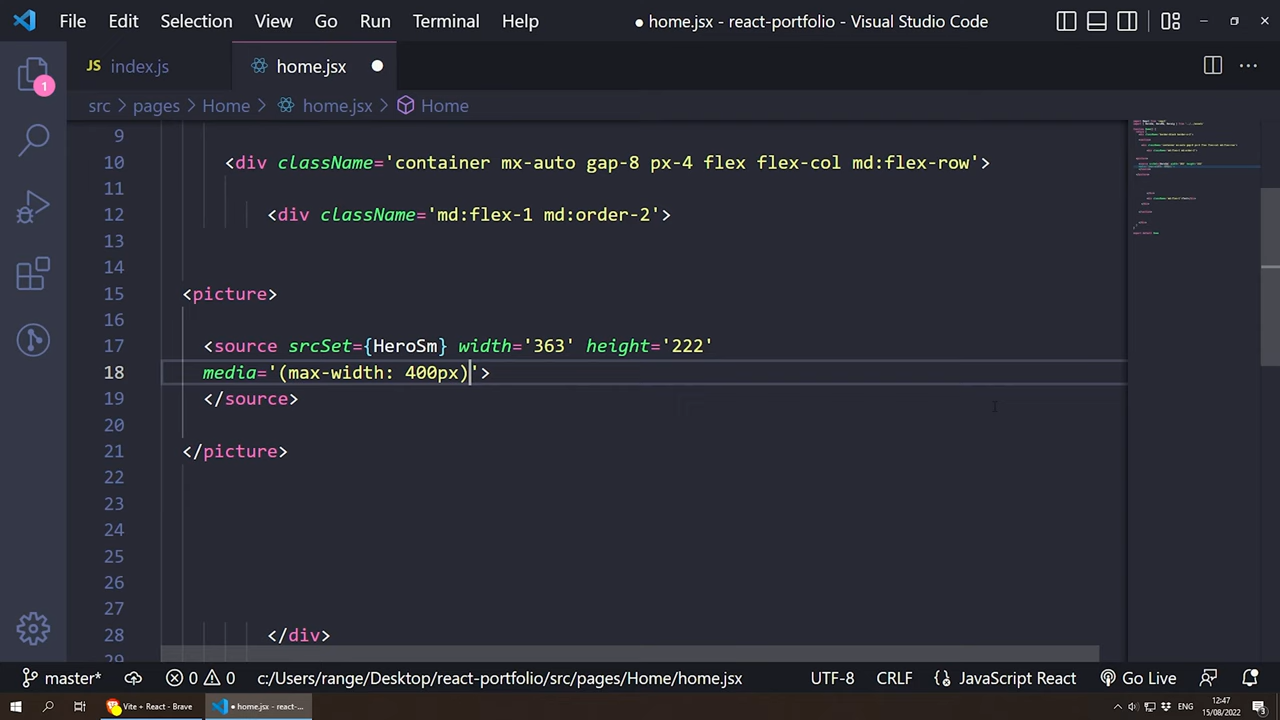 File Edit Selection View Go Run Terminal Help ● home.jsx - react-portfolio - Visual Studio Code
JS index.js home.jsx
src > pages > Home > home.jsx > Home
1
9
10 <div className='container mx-auto gap-8 px-4 flex flex-col md:flex-row'>
11
12 <div className='md:flex-1 md:order-2'>
13
14
15 <picture>
16
17 <source srcSet={HeroSm} width='363' height='222'
18 media='(max-width: 400px)'>
19 </source>
20
21 </picture>
22
23
24
25
26
27
28 </div>
29
master* 0 0 c:/Users/range/Desktop/react-portfolio/src/pages/Home/home.jsx UTF-8 CRLF JavaScript React Go Live
Vite + React - Brave ● home.jsx - react-... ENG 12:47
15/08/2022 3